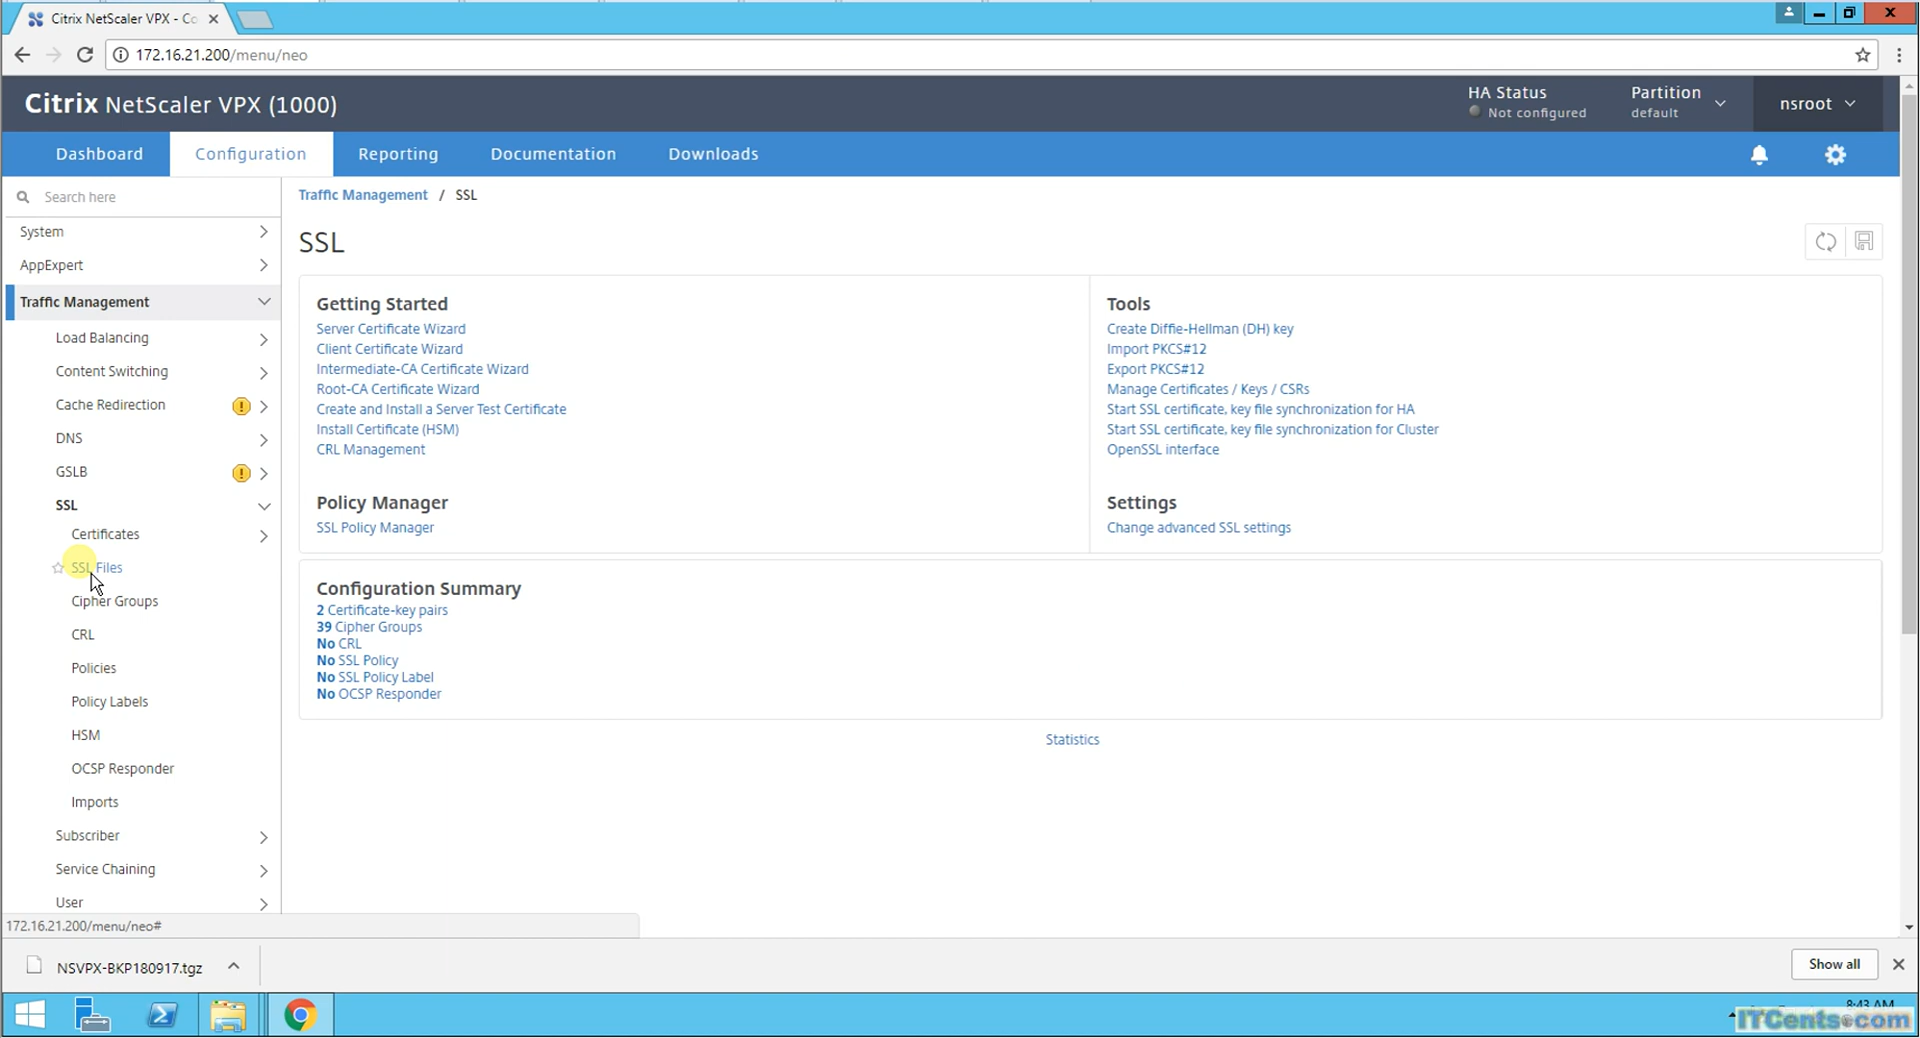 Citrix NetScaler VPX - Co
172.16.21.200/menu/neo
Citrix NetScaler VPX (1000)
HA Status
Not configured
Partition
default
nsroot
Dashboard
Configuration
Reporting
Documentation
Downloads
Search here
System
AppExpert
Traffic Management
Load Balancing
Content Switching
Cache Redirection
DNS
GSLB
SSL
Certificates
SSL Files
Cipher Groups
CRL
Policies
Policy Labels
HSM
OCSP Responder
Imports
Subscriber
Service Chaining
User
172.16.21.200/menu/neo#
Traffic Management / SSL
SSL
Getting Started
Server Certificate Wizard
Client Certificate Wizard
Intermediate-CA Certificate Wizard
Root-CA Certificate Wizard
Create and Install a Server Test Certificate
Install Certificate (HSM)
CRL Management
Policy Manager
SSL Policy Manager
Tools
Create Diffie-Hellman (DH) key
Import PKCS#12
Export PKCS#12
Manage Certificates / Keys / CSRs
Start SSL certificate, key file synchronization for HA
Start SSL certificate, key file synchronization for Cluster
OpenSSL interface
Settings
Change advanced SSL settings
Configuration Summary
2 Certificate-key pairs
39 Cipher Groups
No CRL
No SSL Policy
No SSL Policy Label
No OCSP Responder
Statistics
NSVPX-BKP180917.tgz
Show all
8:43 AM
ITCents.com